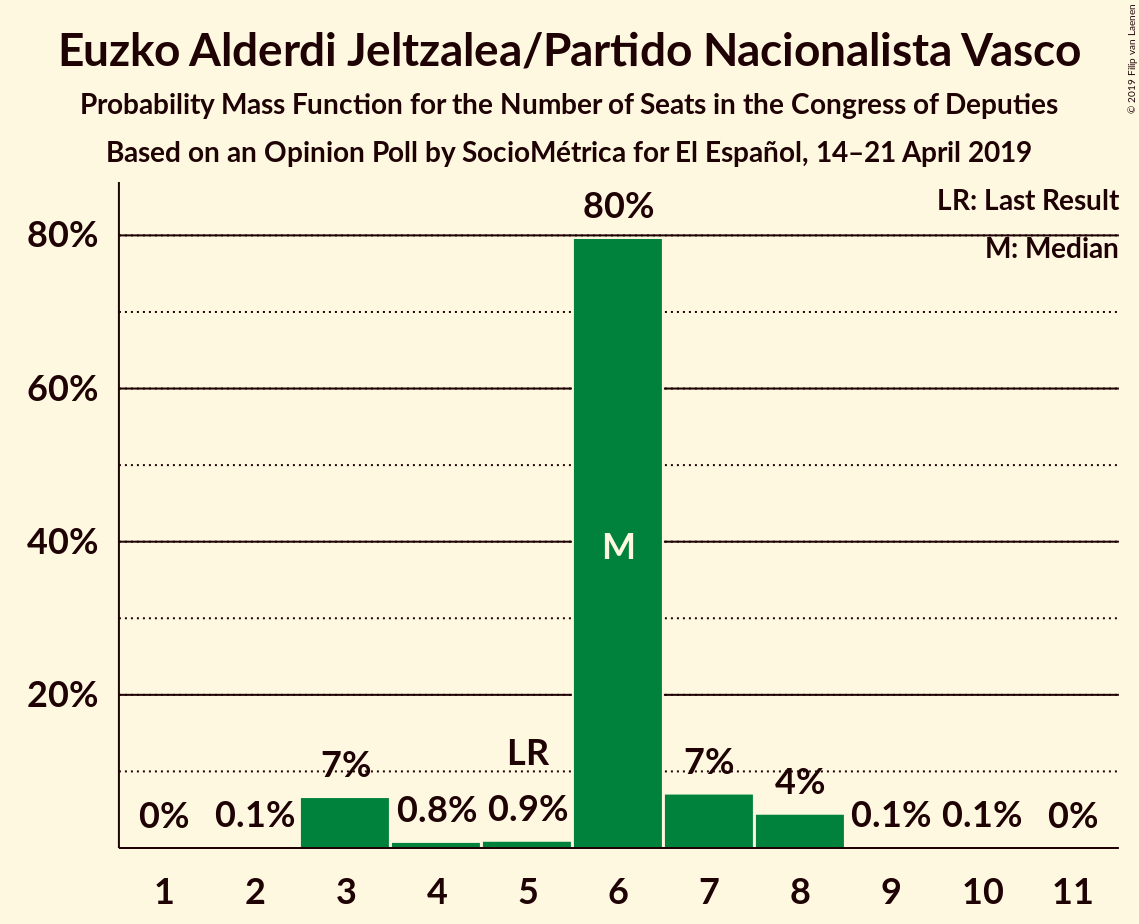 Euzko Alderdi Jeltzalea/Partido Nacionalista Vasco
Probability Mass Function for the Number of Seats in the Congress of Deputies
Based on an Opinion Poll by SocioMétrica for El Español, 14–21 April 2019
© 2019 Filip van Laenen
LR: Last Result
M: Median
80%
60%
40%
20%
0% 0.1% 7% 0.8% 0.9% 80% 7% 4% 0.1% 0.1% 0%
LR
M
1 2 3 4 5 6 7 8 9 10 11